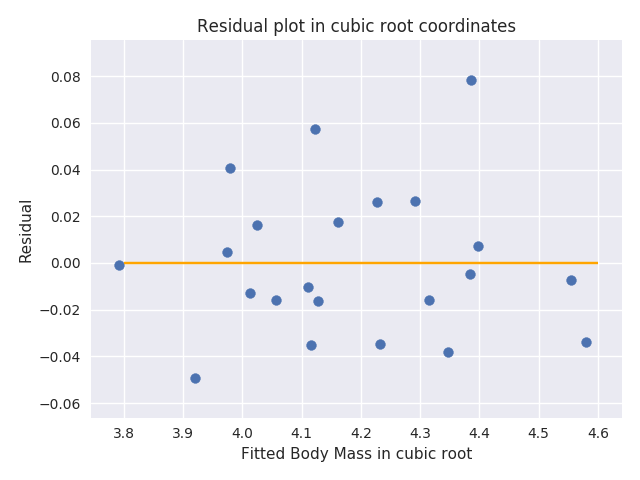 Residual plot in cubic root coordinates
0.08
0.06
0.04
0.02
0.00
−0.02
−0.04
−0.06
Residual
3.8 3.9 4.0 4.1 4.2 4.3 4.4 4.5 4.6
Fitted Body Mass in cubic root